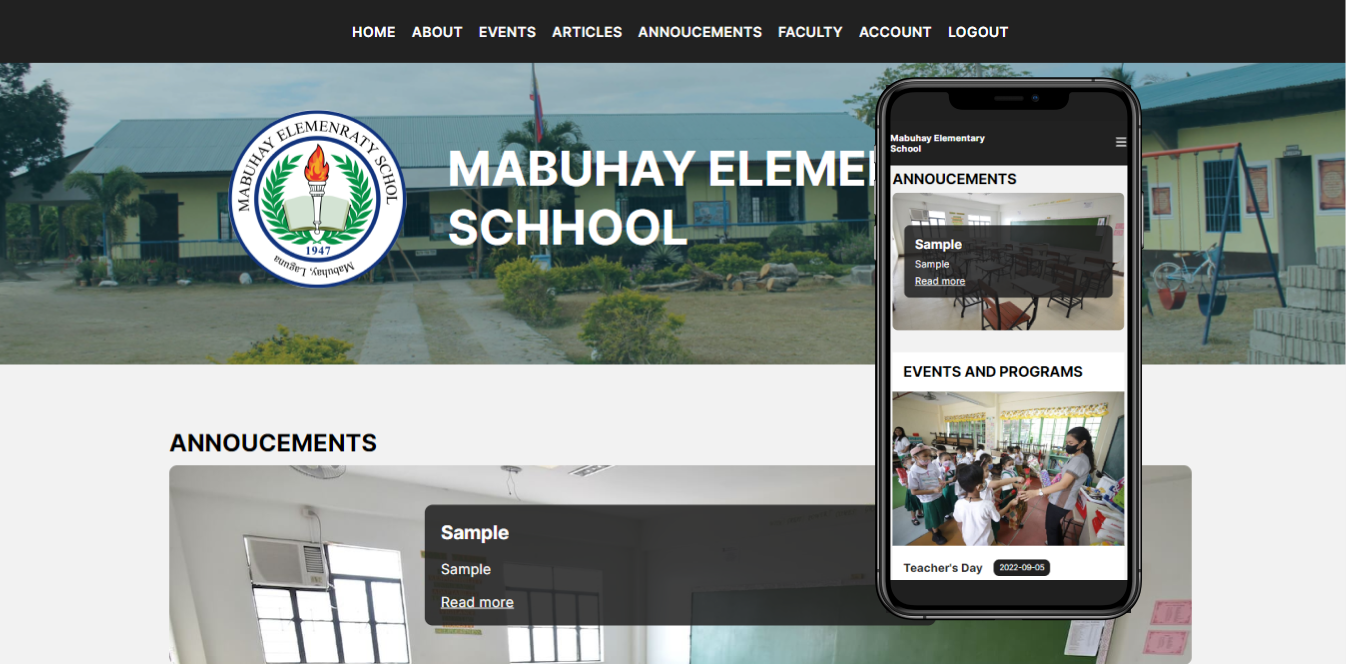 HOME ABOUT EVENTS ARTICLES ANNOUCEMENTS FACULTY ACCOUNT LOGOUT
MABUHAY ELEMENRATY SCHOL
1947
Mabuhay, Laguna
MABUHAY ELEME
SCHHOOL
ANNOUCEMENTS
Sample
Sample
Read more
Mabuhay Elementary
School
ANNOUCEMENTS
Sample
Sample
Read more
EVENTS AND PROGRAMS
Teacher's Day 2022-09-05